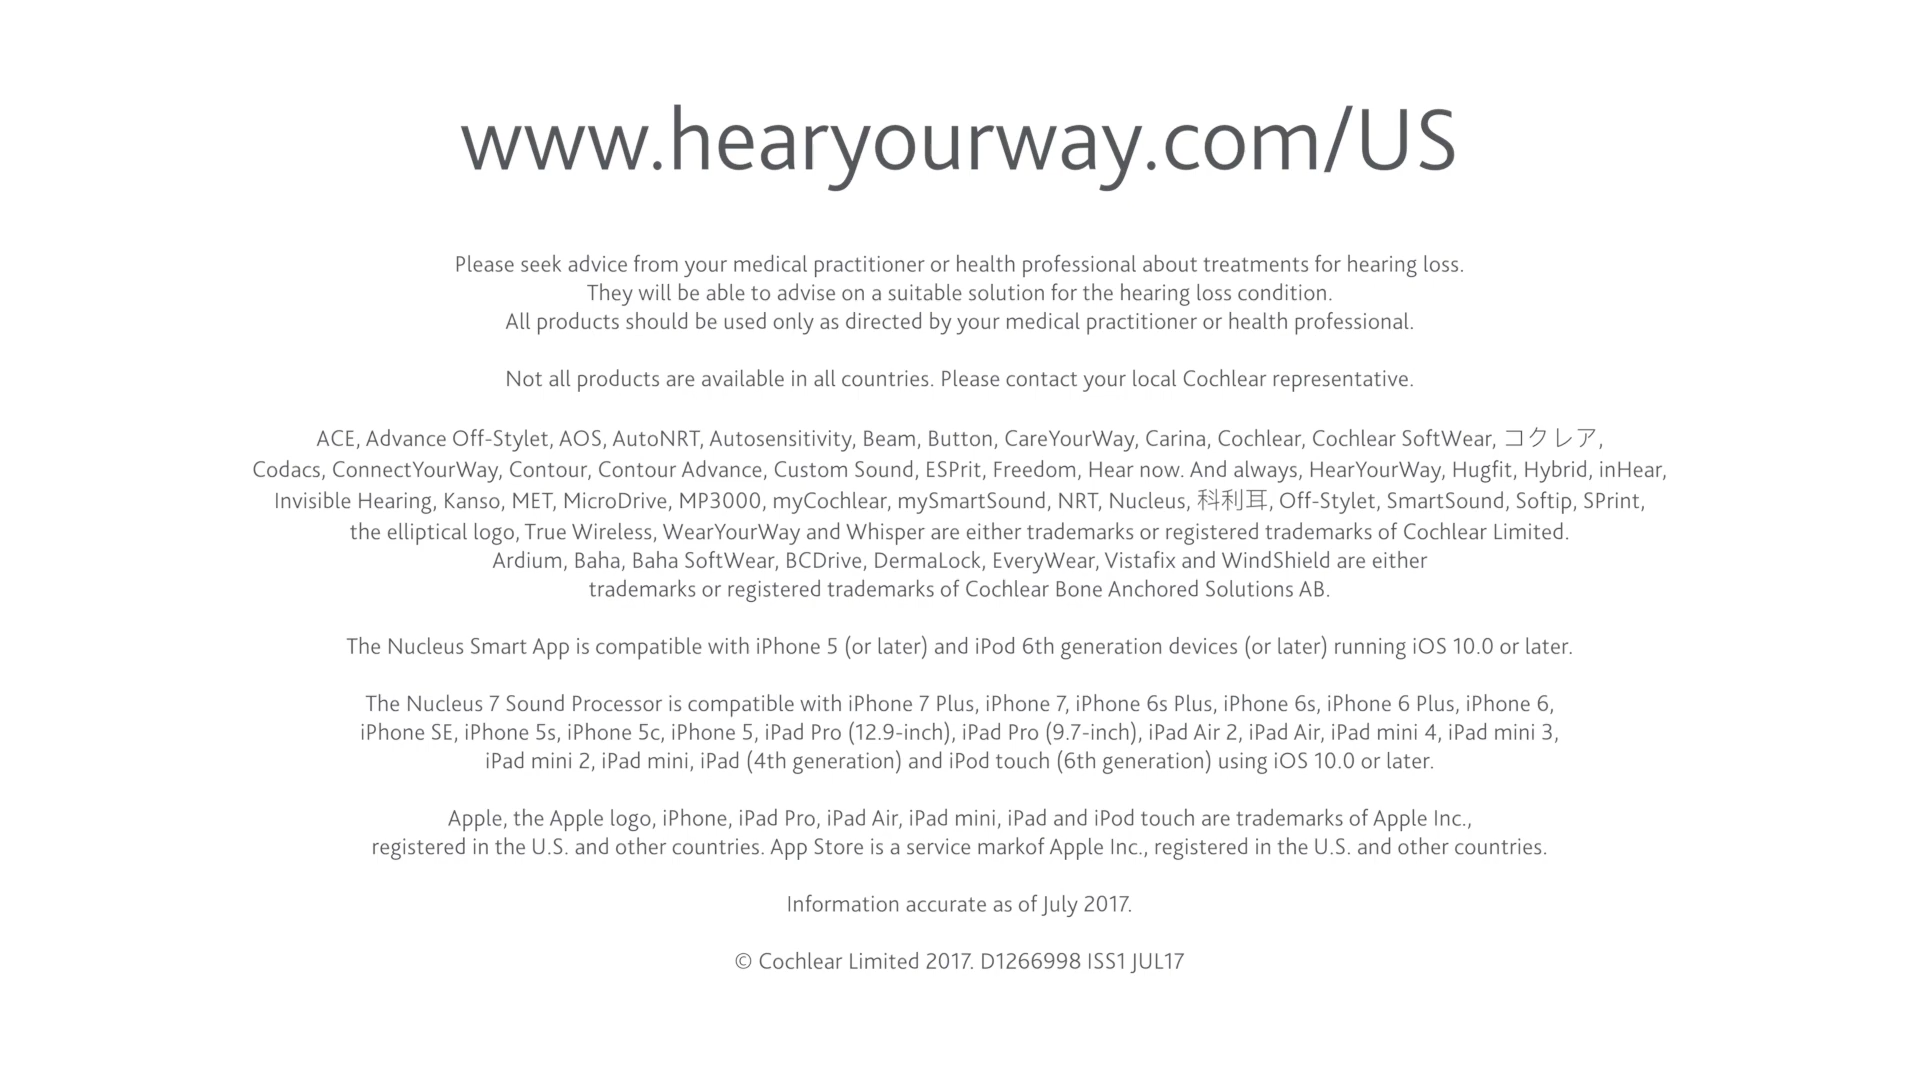 www.hearyourway.com/US
Please seek advice from your medical practitioner or health professional about treatments for hearing loss.
They will be able to advise on a suitable solution for the hearing loss condition.
All products should be used only as directed by your medical practitioner or health professional.
Not all products are available in all countries. Please contact your local Cochlear representative.
ACE, Advance Off-Stylet, AOS, AutoNRT, Autosensitivity, Beam, Button, CareYourWay, Carina, Cochlear, Cochlear SoftWear, コクレア,
Codacs, ConnectYourWay, Contour, Contour Advance, Custom Sound, ESPrit, Freedom, Hear now. And always, HearYourWay, Hugfit, Hybrid, inHear,
Invisible Hearing, Kanso, MET, MicroDrive, MP3000, myCochlear, mySmartSound, NRT, Nucleus, 科利耳, Off-Stylet, SmartSound, Softip, SPrint,
the elliptical logo, True Wireless, WearYourWay and Whisper are either trademarks or registered trademarks of Cochlear Limited.
Ardium, Baha, Baha SoftWear, BCDrive, DermaLock, EveryWear, Vistafix and WindShield are either
trademarks or registered trademarks of Cochlear Bone Anchored Solutions AB.
The Nucleus Smart App is compatible with iPhone 5 (or later) and iPod 6th generation devices (or later) running iOS 10.0 or later.
The Nucleus 7 Sound Processor is compatible with iPhone 7 Plus, iPhone 7, iPhone 6s Plus, iPhone 6s, iPhone 6 Plus, iPhone 6,
iPhone SE, iPhone 5s, iPhone 5c, iPhone 5, iPad Pro (12.9-inch), iPad Pro (9.7-inch), iPad Air 2, iPad Air, iPad mini 4, iPad mini 3,
iPad mini 2, iPad mini, iPad (4th generation) and iPod touch (6th generation) using iOS 10.0 or later.
Apple, the Apple logo, iPhone, iPad Pro, iPad Air, iPad mini, iPad and iPod touch are trademarks of Apple Inc.,
registered in the U.S. and other countries. App Store is a service markof Apple Inc., registered in the U.S. and other countries.
Information accurate as of July 2017.
© Cochlear Limited 2017. D1266998 ISS1 JUL17